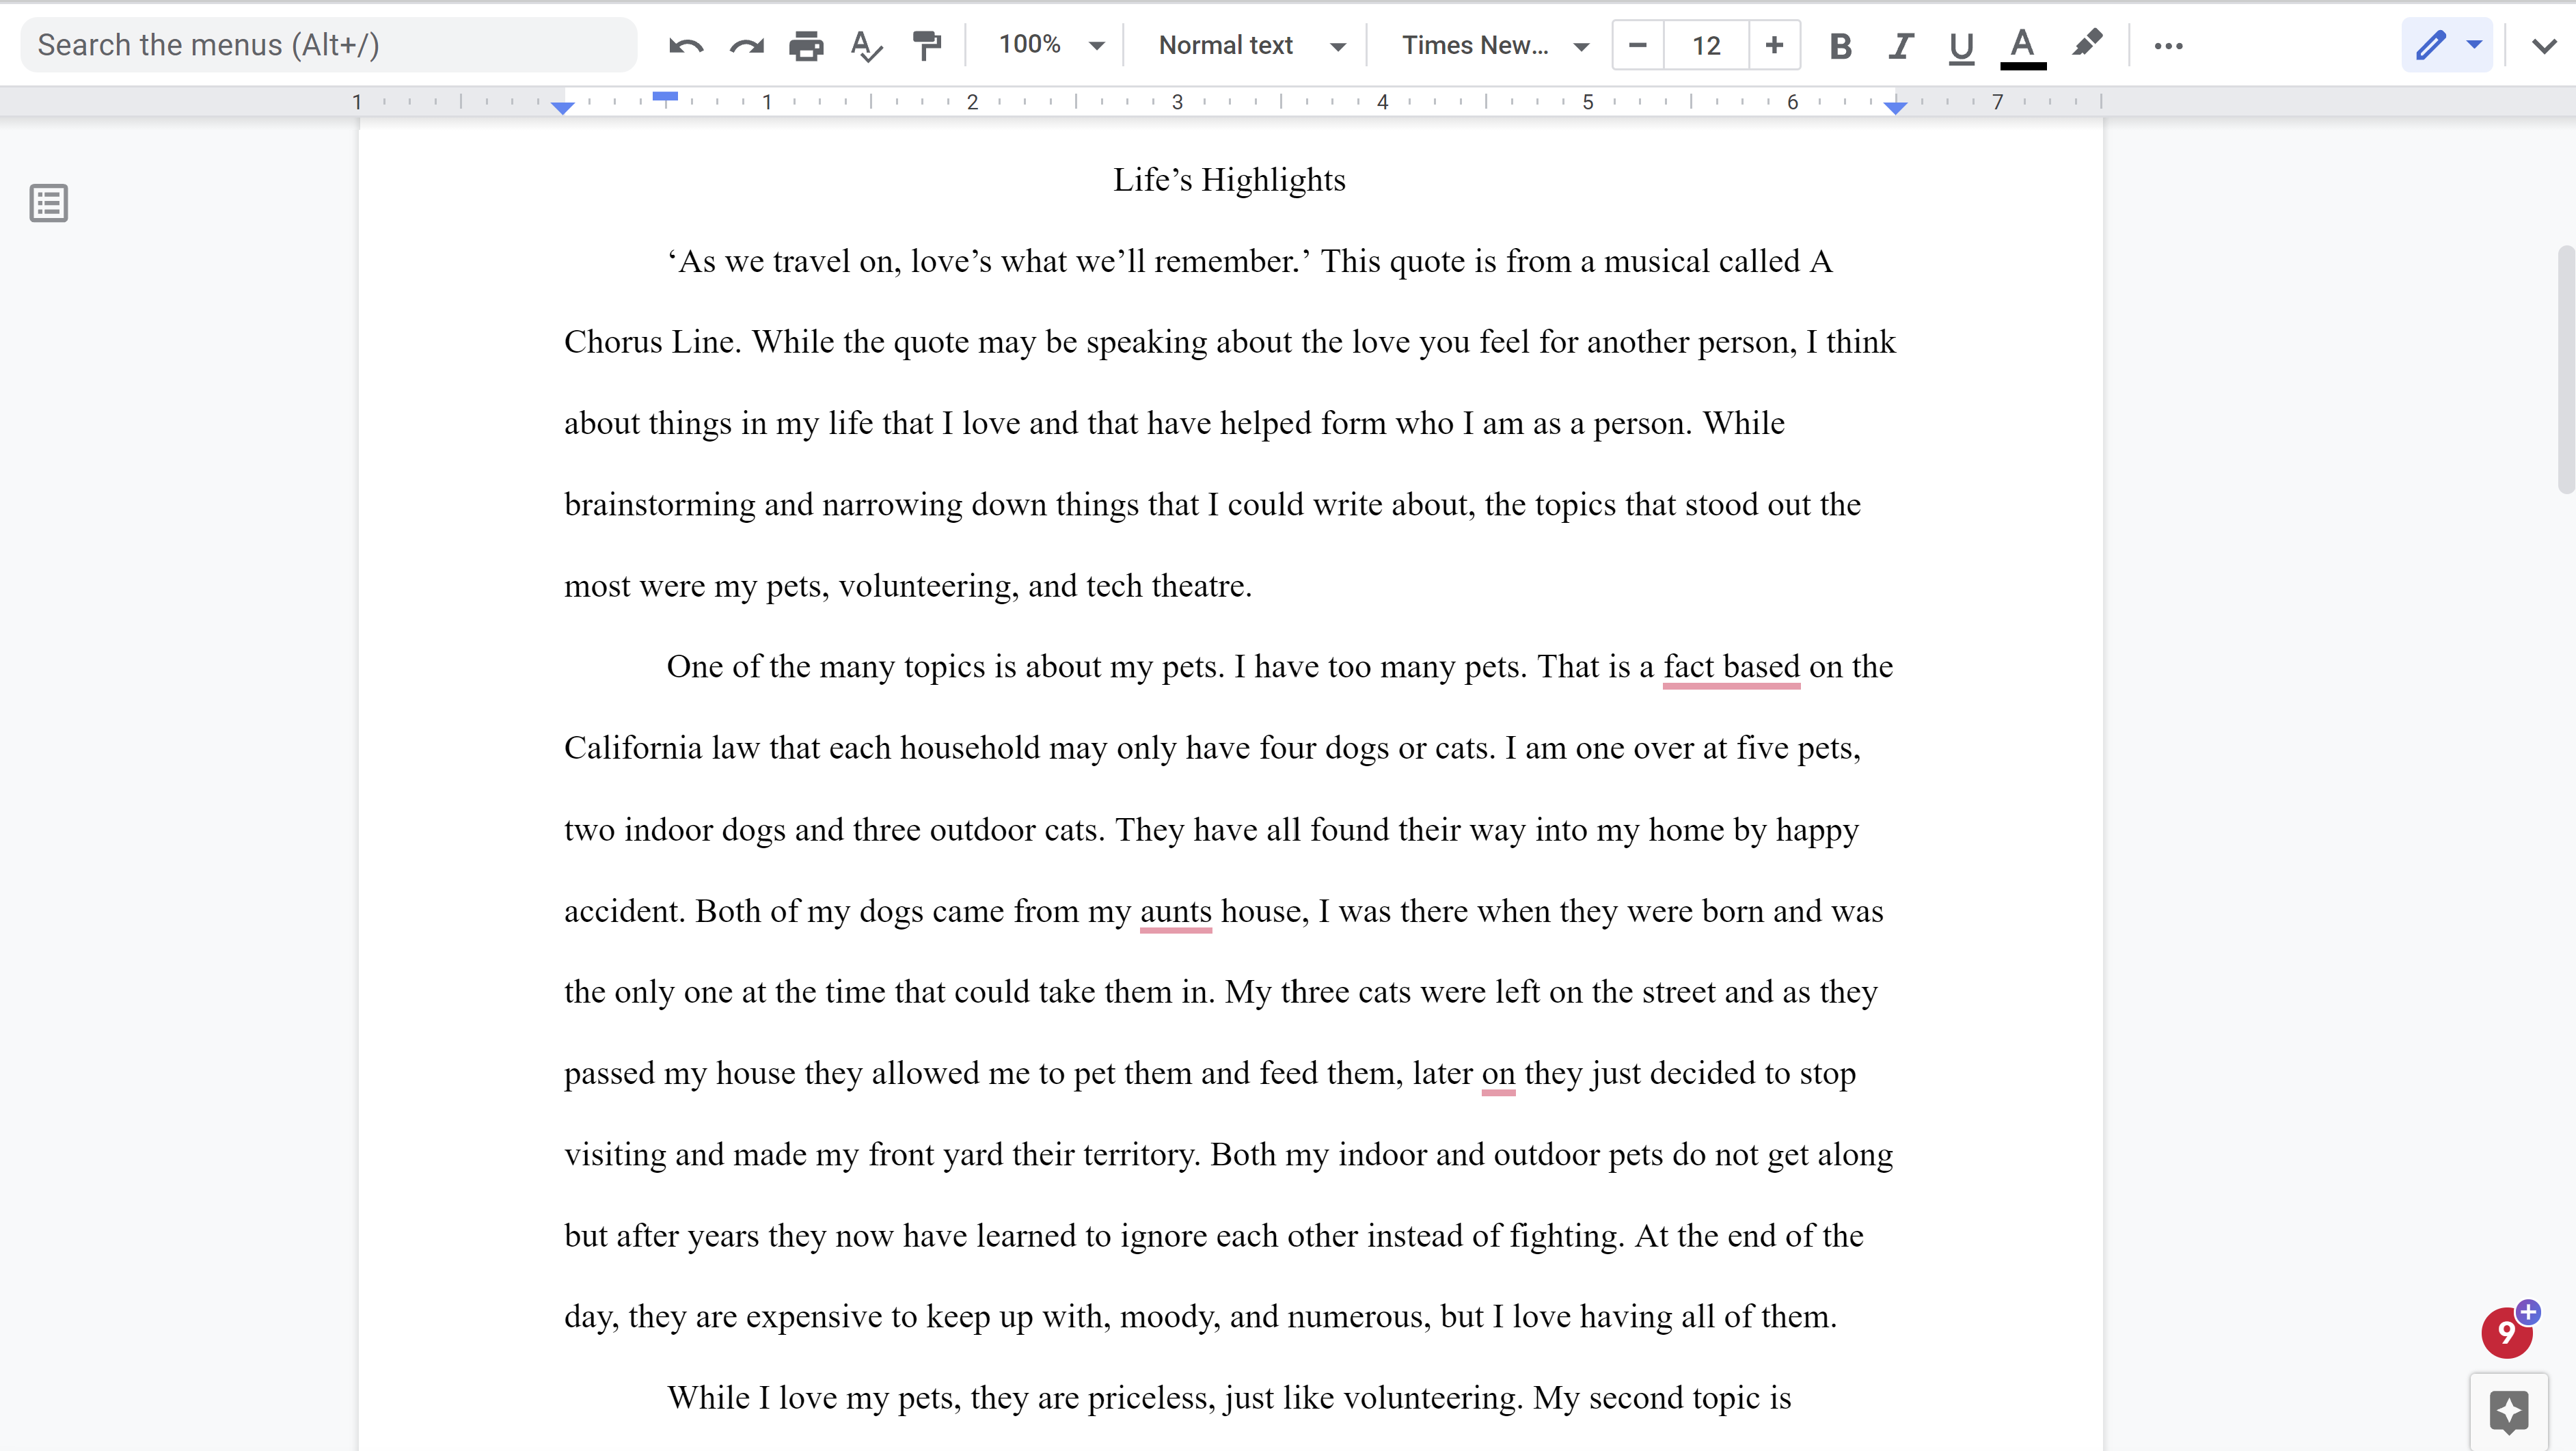 Search the menus (Alt+/) 100% Normal text Times New... − 12 + B I U A
1 1 2 3 4 5 6 7
Life’s Highlights
‘As we travel on, love’s what we’ll remember.’ This quote is from a musical called A
Chorus Line. While the quote may be speaking about the love you feel for another person, I think
about things in my life that I love and that have helped form who I am as a person. While
brainstorming and narrowing down things that I could write about, the topics that stood out the
most were my pets, volunteering, and tech theatre.
One of the many topics is about my pets. I have too many pets. That is a fact based on the
California law that each household may only have four dogs or cats. I am one over at five pets,
two indoor dogs and three outdoor cats. They have all found their way into my home by happy
accident. Both of my dogs came from my aunts house, I was there when they were born and was
the only one at the time that could take them in. My three cats were left on the street and as they
passed my house they allowed me to pet them and feed them, later on they just decided to stop
visiting and made my front yard their territory. Both my indoor and outdoor pets do not get along
but after years they now have learned to ignore each other instead of fighting. At the end of the
day, they are expensive to keep up with, moody, and numerous, but I love having all of them.
9
While I love my pets, they are priceless, just like volunteering. My second topic is